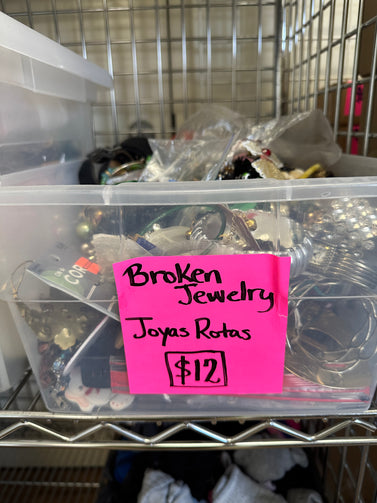 Broken
Jewelry
Joyas Rotas
$12